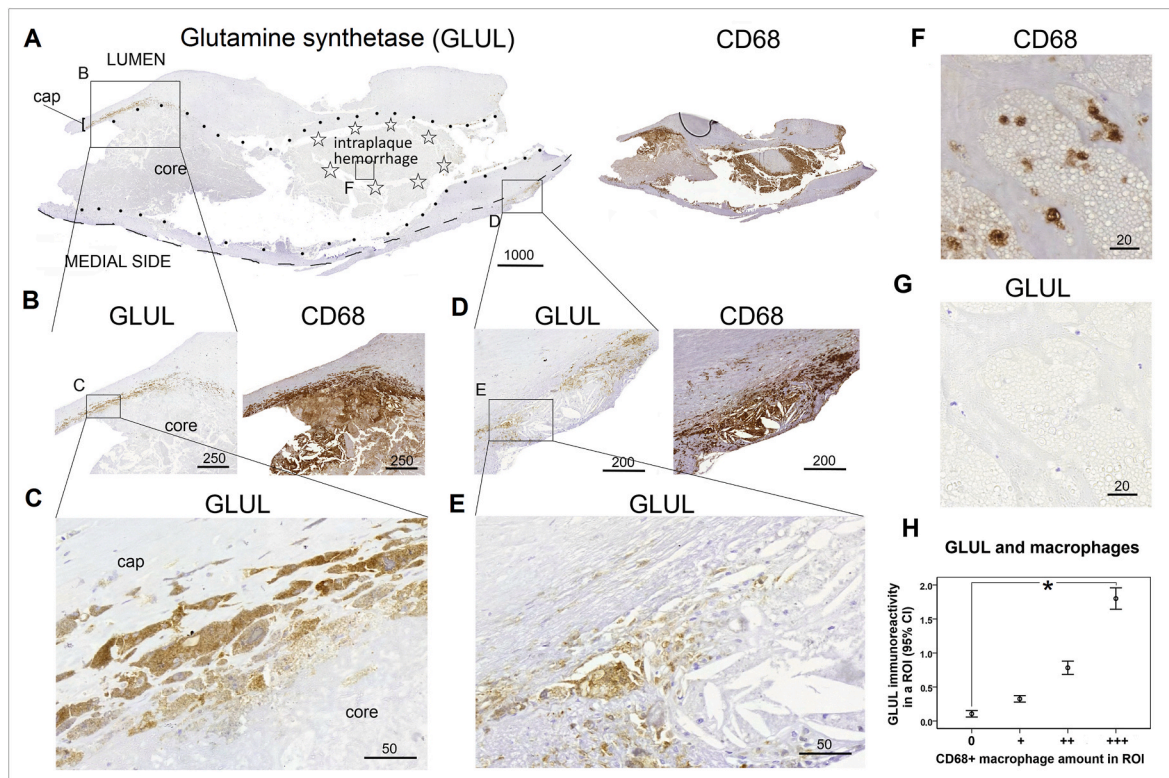 A
Glutamine synthetase (GLUL)
CD68
LUMEN
B
cap
core
intraplaque
hemorrhage
F
D
MEDIAL SIDE
1000
B
GLUL
CD68
C
core
250
250
D
GLUL
CD68
E
200
200
C
GLUL
cap
core
50
E
GLUL
50
F
CD68
20
G
GLUL
20
H
GLUL and macrophages
GLUL immunoreactivity
in a ROI (95% CI)
2.0
1.5
1.0
0.5
0.0
*
0
+
++
+++
CD68+ macrophage amount in ROI